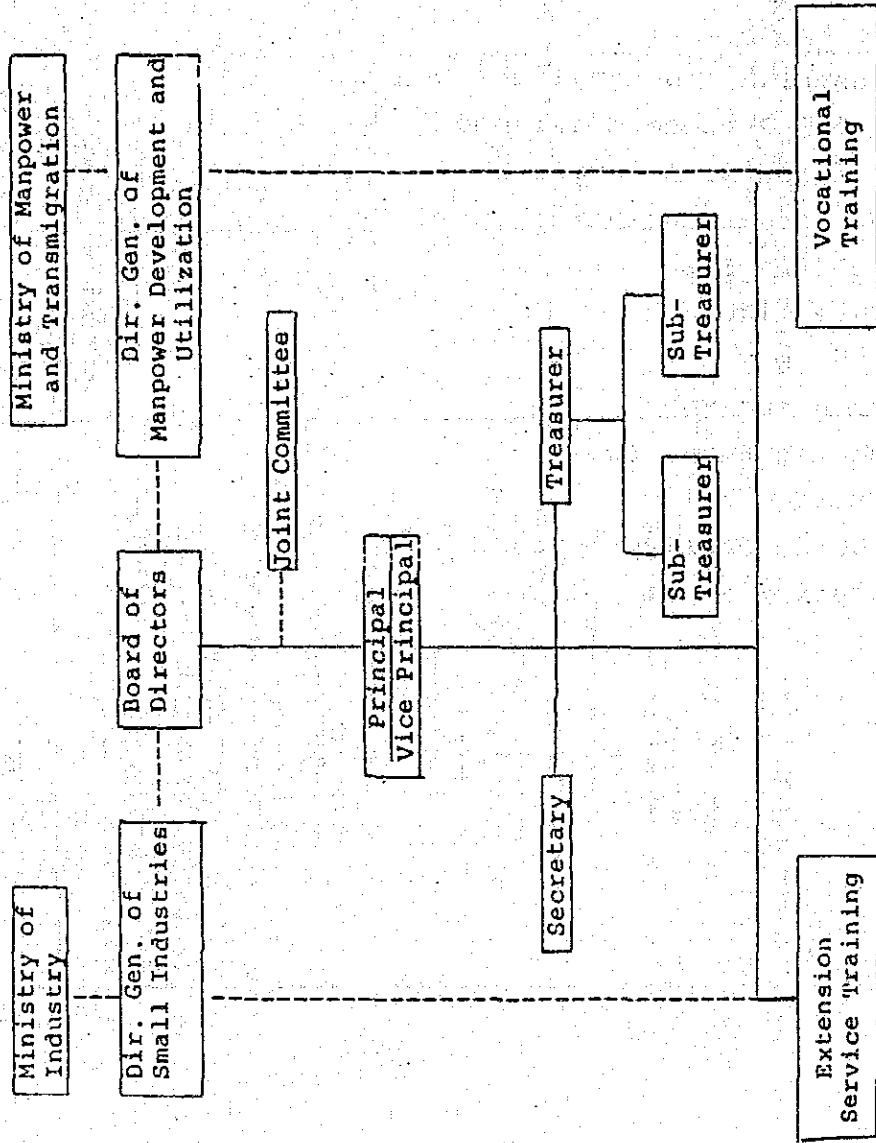 Ministry of
Industry
Ministry of Manpower
and Transmigration
Dir. Gen. of
Small Industries
Board of
Directors
Dir. Gen. of
Manpower Development and
Utilization
Joint Committee
Principal
Vice Principal
Secretary
Treasurer
Sub-
Treasurer
Sub-
Treasurer
Extension
Service Training
Vocational
Training